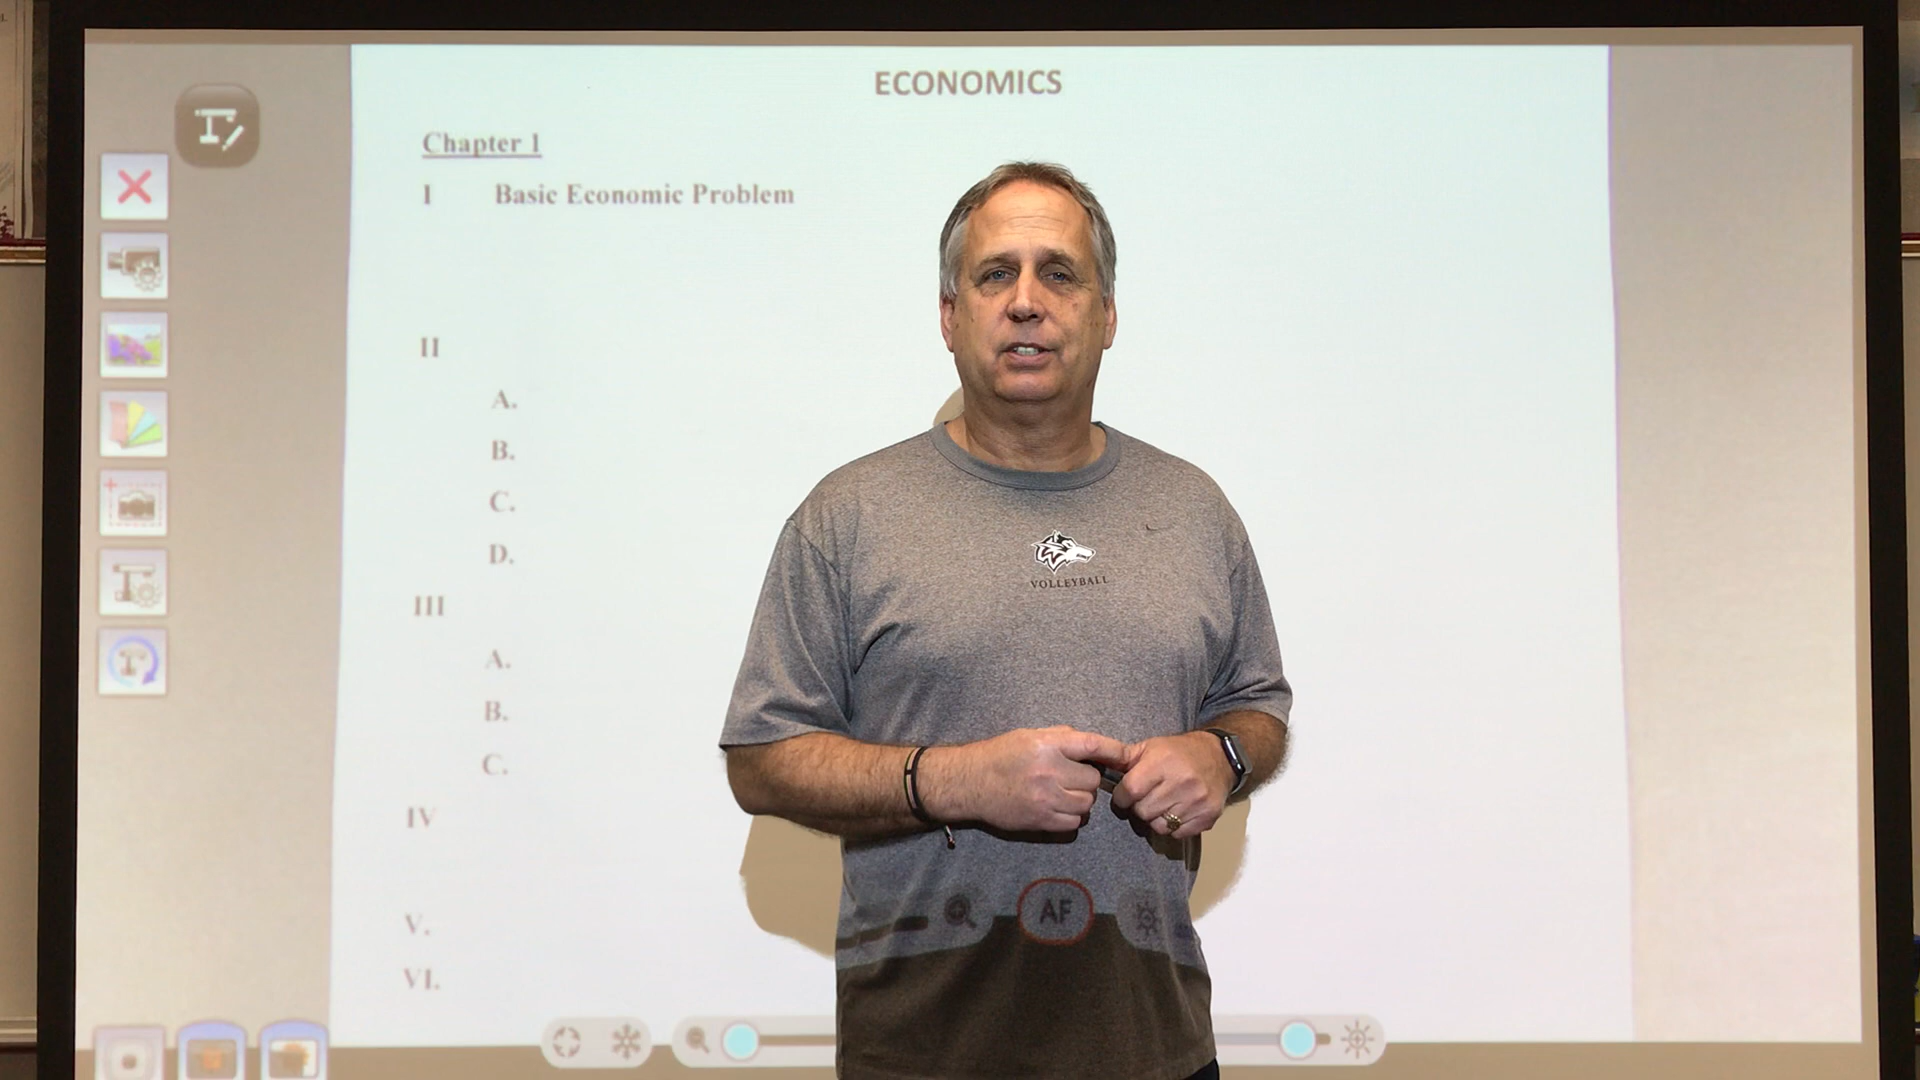 ECONOMICS
Chapter 1
I Basic Economic Problem
II
A.
B.
C.
D.
III
A.
B.
C.
IV
V.
VI.
VOLLEYBALL
AF